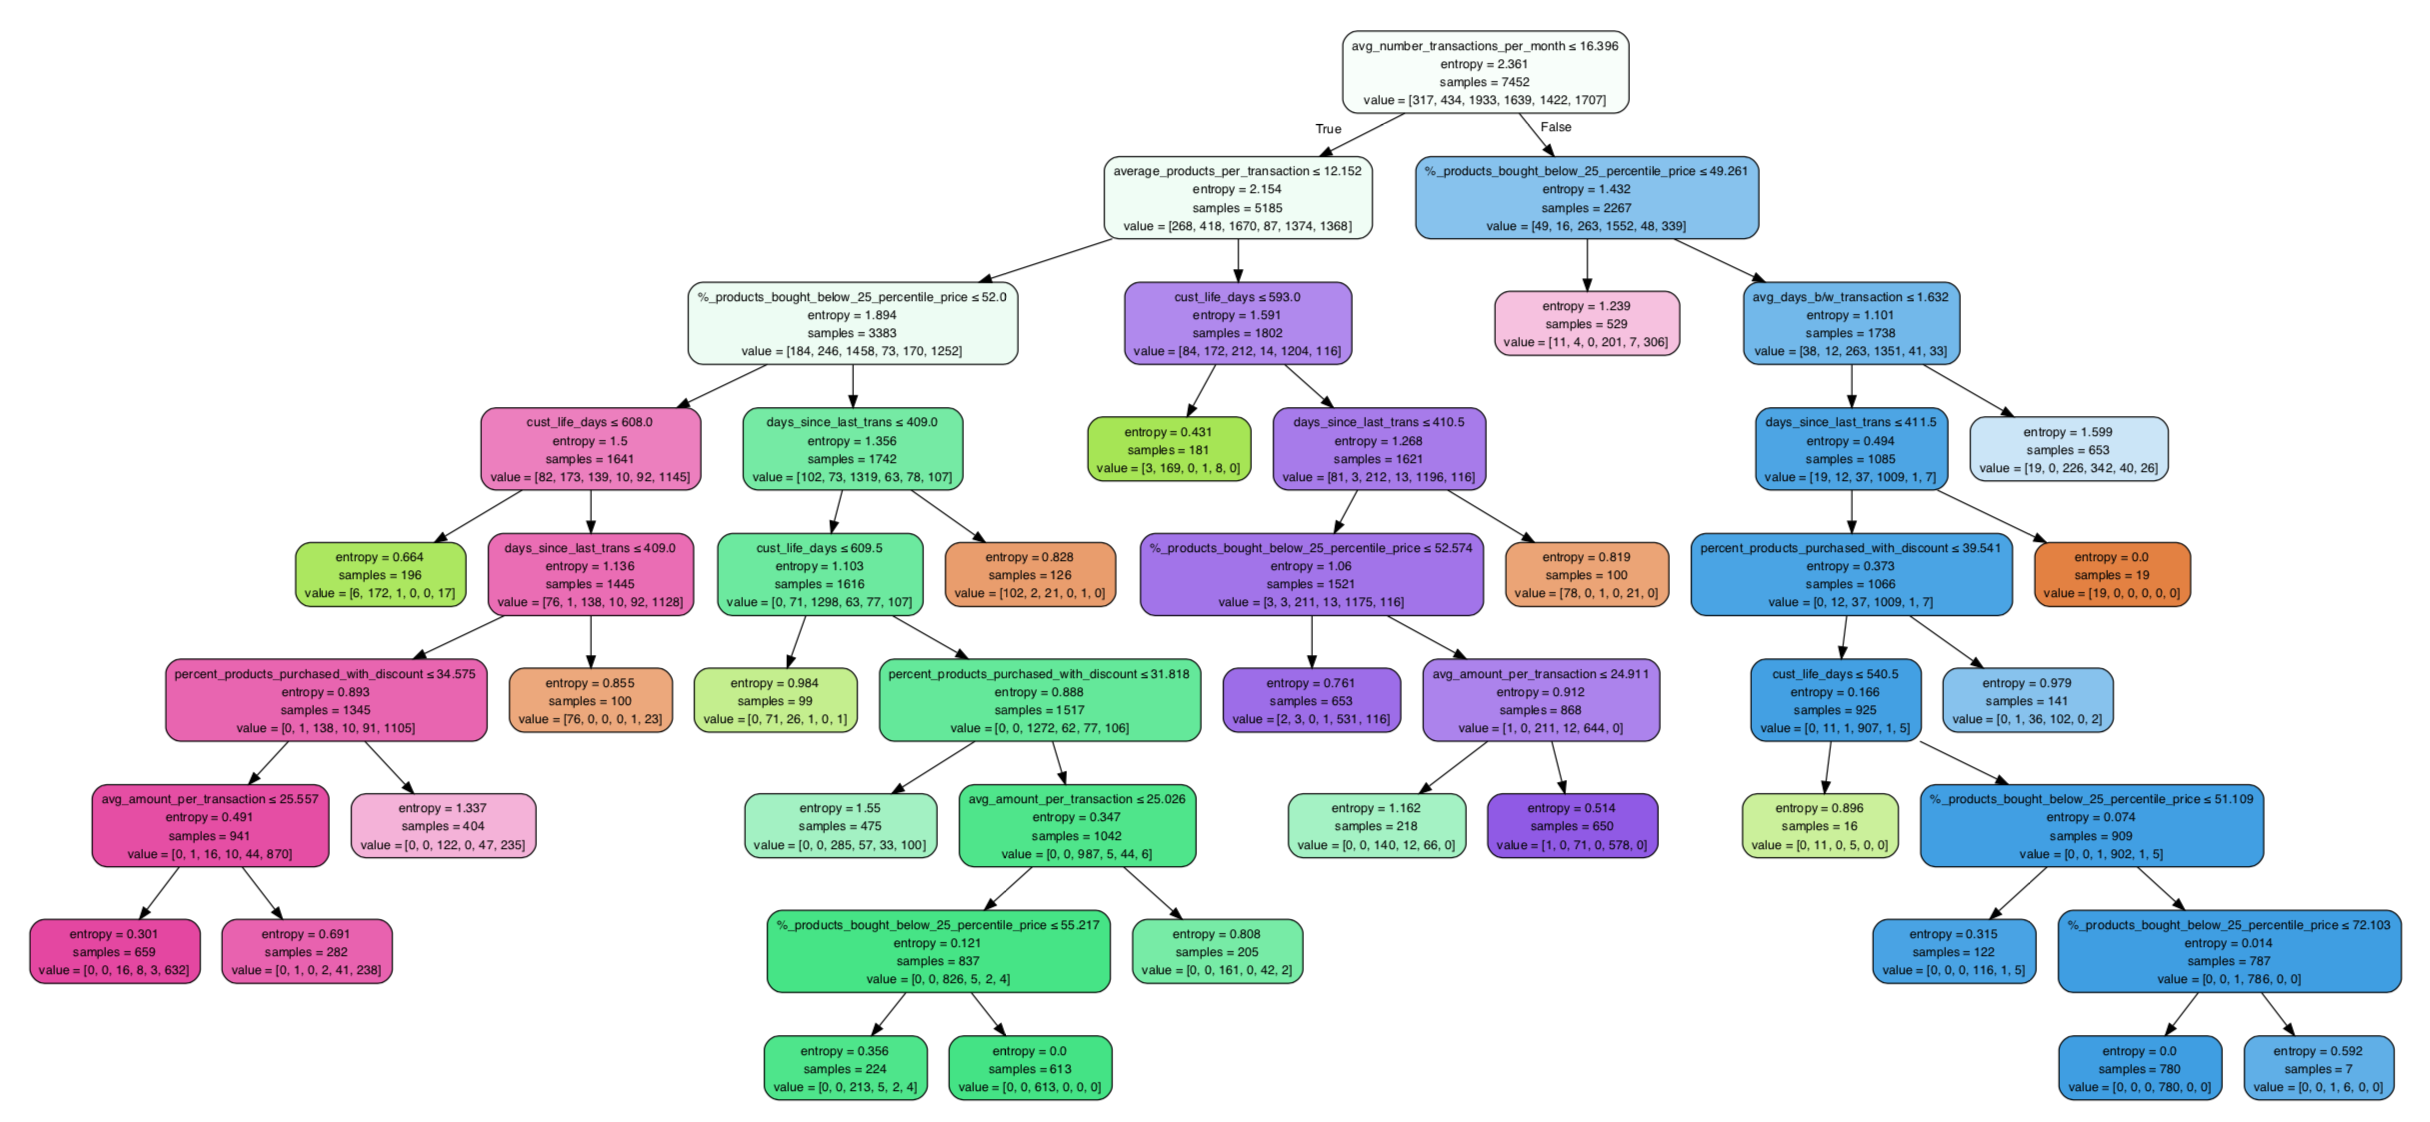 avg_number_transactions_per_month ≤ 16.396
entropy = 2.361
samples = 7452
value = [317, 434, 1933, 1639, 1422, 1707]
True
False
average_products_per_transaction ≤ 12.152
entropy = 2.154
samples = 5185
value = [268, 418, 1670, 87, 1374, 1368]
%_products_bought_below_25_percentile_price ≤ 49.261
entropy = 1.432
samples = 2267
value = [49, 16, 263, 1552, 48, 339]
%_products_bought_below_25_percentile_price ≤ 52.0
entropy = 1.894
samples = 3383
value = [184, 246, 1458, 73, 170, 1252]
cust_life_days ≤ 593.0
entropy = 1.591
samples = 1802
value = [84, 172, 212, 14, 1204, 116]
entropy = 1.239
samples = 529
value = [11, 4, 0, 201, 7, 306]
avg_days_b/w_transaction ≤ 1.632
entropy = 1.101
samples = 1738
value = [38, 12, 263, 1351, 41, 33]
cust_life_days ≤ 608.0
entropy = 1.5
samples = 1641
value = [82, 173, 139, 10, 92, 1145]
days_since_last_trans ≤ 409.0
entropy = 1.356
samples = 1742
value = [102, 73, 1319, 63, 78, 107]
entropy = 0.431
samples = 181
value = [3, 169, 0, 1, 8, 0]
days_since_last_trans ≤ 410.5
entropy = 1.268
samples = 1621
value = [81, 3, 212, 13, 1196, 116]
days_since_last_trans ≤ 411.5
entropy = 0.494
samples = 1085
value = [19, 12, 37, 1009, 1, 7]
entropy = 1.599
samples = 653
value = [19, 0, 226, 342, 40, 26]
entropy = 0.664
samples = 196
value = [6, 172, 1, 0, 0, 17]
days_since_last_trans ≤ 409.0
entropy = 1.136
samples = 1445
value = [76, 1, 138, 10, 92, 1128]
cust_life_days ≤ 609.5
entropy = 1.103
samples = 1616
value = [0, 71, 1298, 63, 77, 107]
entropy = 0.828
samples = 126
value = [102, 2, 21, 0, 1, 0]
%_products_bought_below_25_percentile_price ≤ 52.574
entropy = 1.06
samples = 1521
value = [3, 3, 211, 13, 1175, 116]
entropy = 0.819
samples = 100
value = [78, 0, 1, 0, 21, 0]
percent_products_purchased_with_discount ≤ 39.541
entropy = 0.373
samples = 1066
value = [0, 12, 37, 1009, 1, 7]
entropy = 0.0
samples = 19
value = [19, 0, 0, 0, 0, 0]
percent_products_purchased_with_discount ≤ 34.575
entropy = 0.893
samples = 1345
value = [0, 1, 138, 10, 91, 1105]
entropy = 0.855
samples = 100
value = [76, 0, 0, 0, 1, 23]
entropy = 0.984
samples = 99
value = [0, 71, 26, 1, 0, 1]
percent_products_purchased_with_discount ≤ 31.818
entropy = 0.888
samples = 1517
value = [0, 0, 1272, 62, 77, 106]
entropy = 0.761
samples = 653
value = [2, 3, 0, 1, 531, 116]
avg_amount_per_transaction ≤ 24.911
entropy = 0.912
samples = 868
value = [1, 0, 211, 12, 644, 0]
cust_life_days ≤ 540.5
entropy = 0.166
samples = 925
value = [0, 11, 1, 907, 1, 5]
entropy = 0.979
samples = 141
value = [0, 1, 36, 102, 0, 2]
avg_amount_per_transaction ≤ 25.557
entropy = 0.491
samples = 941
value = [0, 1, 16, 10, 44, 870]
entropy = 1.337
samples = 404
value = [0, 0, 122, 0, 47, 235]
entropy = 1.55
samples = 475
value = [0, 0, 285, 57, 33, 100]
avg_amount_per_transaction ≤ 25.026
entropy = 0.347
samples = 1042
value = [0, 0, 987, 5, 44, 6]
entropy = 1.162
samples = 218
value = [0, 0, 140, 12, 66, 0]
entropy = 0.514
samples = 650
value = [1, 0, 71, 0, 578, 0]
entropy = 0.896
samples = 16
value = [0, 11, 0, 5, 0, 0]
%_products_bought_below_25_percentile_price ≤ 51.109
entropy = 0.074
samples = 909
value = [0, 0, 1, 902, 1, 5]
entropy = 0.301
samples = 659
value = [0, 0, 16, 8, 3, 632]
entropy = 0.691
samples = 282
value = [0, 1, 0, 2, 41, 238]
%_products_bought_below_25_percentile_price ≤ 55.217
entropy = 0.121
samples = 837
value = [0, 0, 826, 5, 2, 4]
entropy = 0.808
samples = 205
value = [0, 0, 161, 0, 42, 2]
entropy = 0.315
samples = 122
value = [0, 0, 0, 116, 1, 5]
%_products_bought_below_25_percentile_price ≤ 72.103
entropy = 0.014
samples = 787
value = [0, 0, 1, 786, 0, 0]
entropy = 0.356
samples = 224
value = [0, 0, 213, 5, 2, 4]
entropy = 0.0
samples = 613
value = [0, 0, 613, 0, 0, 0]
entropy = 0.0
samples = 780
value = [0, 0, 0, 780, 0, 0]
entropy = 0.592
samples = 7
value = [0, 0, 1, 6, 0, 0]